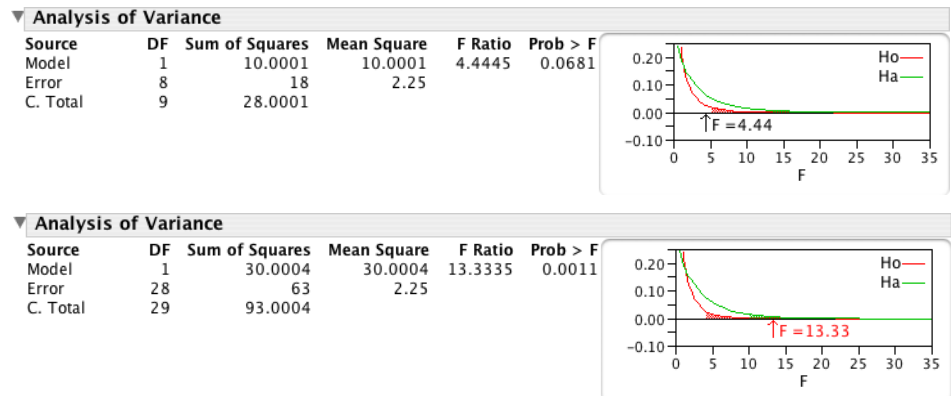 Analysis of Variance
Source DF Sum of Squares Mean Square F Ratio Prob > F
Model 1 10.0001 10.0001 4.4445 0.0681
Error 8 18 2.25
C. Total 9 28.0001
0.20
0.10
0.00
-0.10
Ho
Ha
F =4.44
0 5 10 15 20 25 30 35
F
Analysis of Variance
Source DF Sum of Squares Mean Square F Ratio Prob > F
Model 1 30.0004 30.0004 13.3335 0.0011
Error 28 63 2.25
C. Total 29 93.0004
0.20
0.10
0.00
-0.10
Ho
Ha
F =13.33
0 5 10 15 20 25 30 35
F